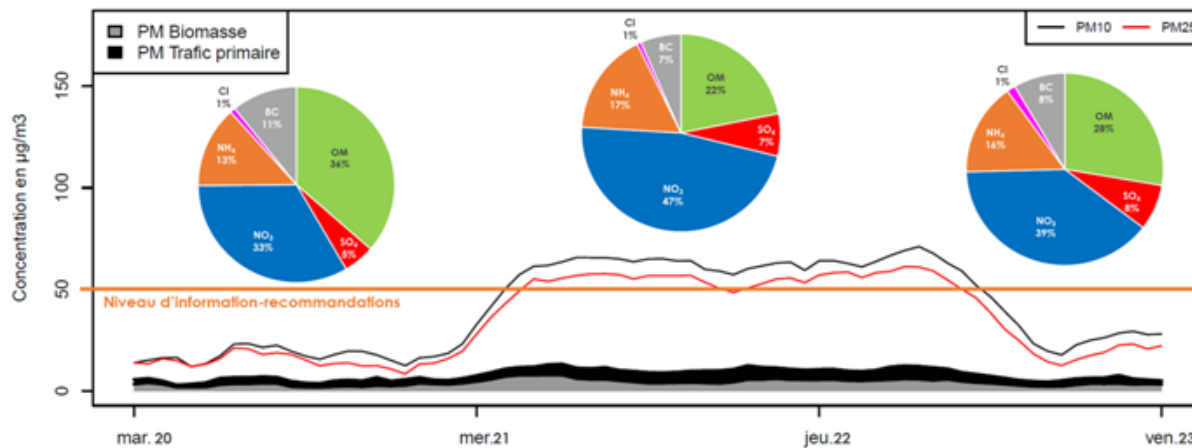 PM Biomasse
PM Trafic primaire
PM10
PM25
Concentration en µg/m3
150
100
50
0
Cl
1%
BC
11%
OM
36%
NH₄
13%
NO₃
33%
SO₄
5%
Cl
1%
BC
7%
OM
22%
NH₄
17%
SO₄
7%
NO₃
47%
Cl
1%
BC
8%
OM
28%
NH₄
16%
SO₄
8%
NO₃
39%
Niveau d'information-recommandations
mar. 20
mer.21
jeu.22
ven.23